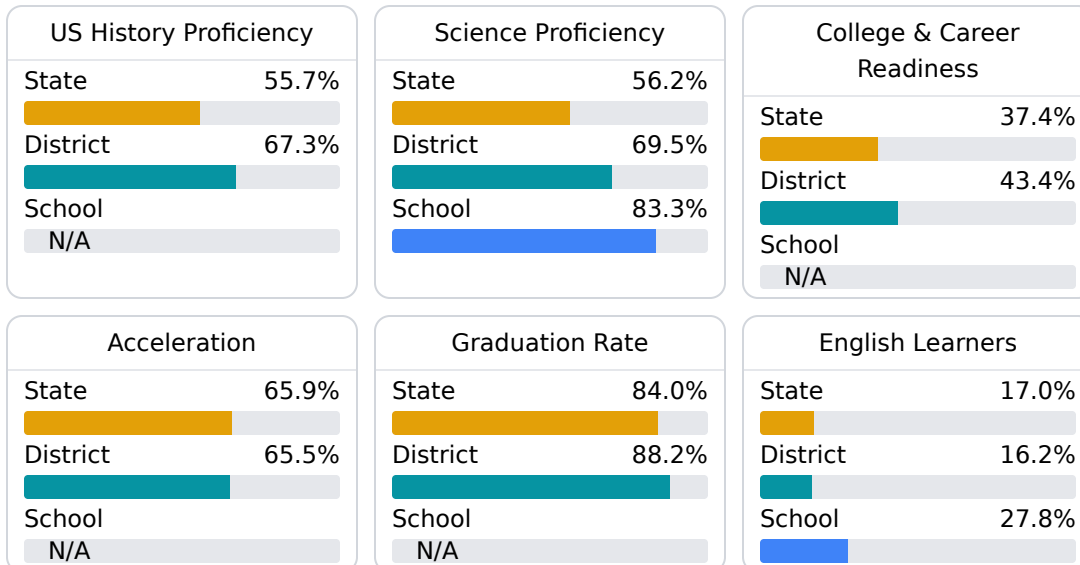 US History Proficiency
State 55.7%
District 67.3%
School
N/A
Science Proficiency
State 56.2%
District 69.5%
School 83.3%
College & Career
Readiness
State 37.4%
District 43.4%
School
N/A
Acceleration
State 65.9%
District 65.5%
School
N/A
Graduation Rate
State 84.0%
District 88.2%
School
N/A
English Learners
State 17.0%
District 16.2%
School 27.8%